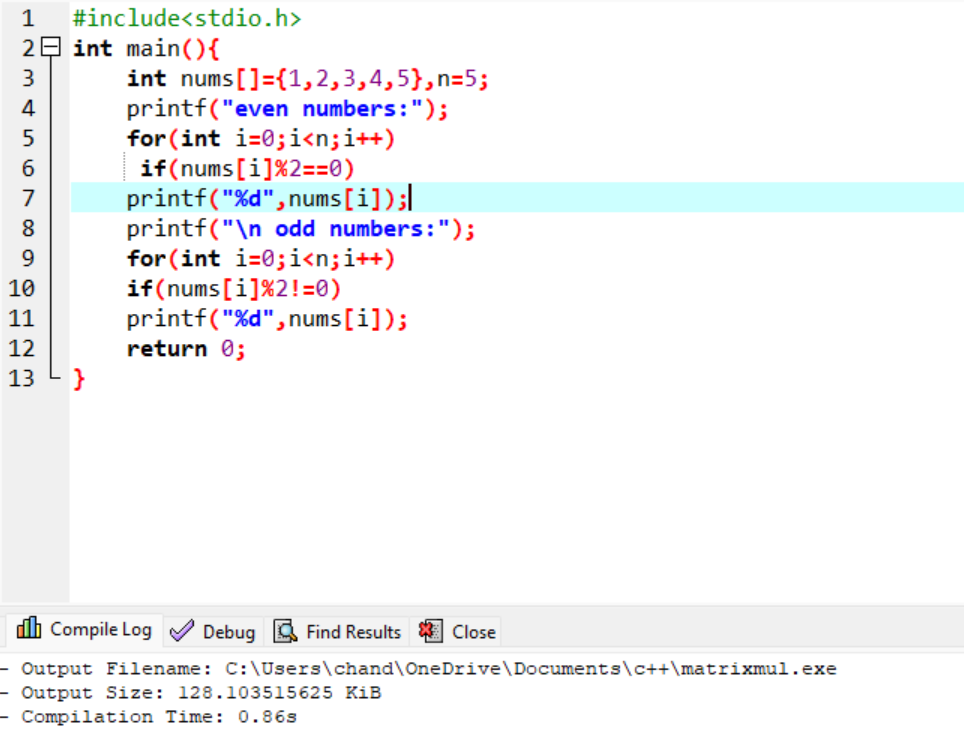 1 #include<stdio.h>
2 int main(){
3 int nums[]={1,2,3,4,5},n=5;
4 printf("even numbers:");
5 for(int i=0;i<n;i++)
6 if(nums[i]%2==0)
7 printf("%d",nums[i]);
8 printf("\n odd numbers:");
9 for(int i=0;i<n;i++)
10 if(nums[i]%2!=0)
11 printf("%d",nums[i]);
12 return 0;
13 }
Compile Log Debug Find Results Close
- Output Filename: C:\Users\chand\OneDrive\Documents\c++\matrixmul.exe
- Output Size: 128.103515625 KiB
- Compilation Time: 0.86s